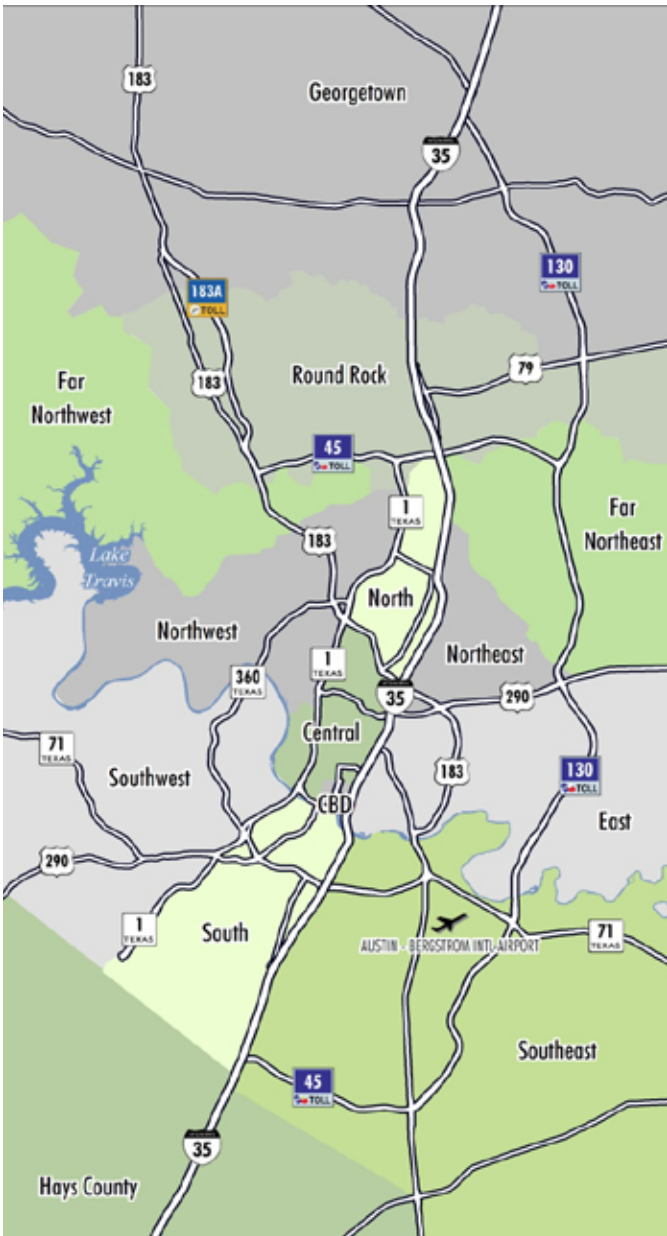 183
Georgetown
35
183A
TOLL
130
TOLL
Far
Northwest
183
Round Rock
79
45
TOLL
1
TEXAS
Far
Northeast
183
Lake
Travis
North
Northwest
1
TEXAS
Northeast
360
TEXAS
35
290
Central
71
TEXAS
Southwest
183
130
TOLL
CBD
East
290
1
TEXAS
South
AUSTIN - BERGSTROM INTL AIRPORT
71
TEXAS
Southeast
45
TOLL
35
Hays County